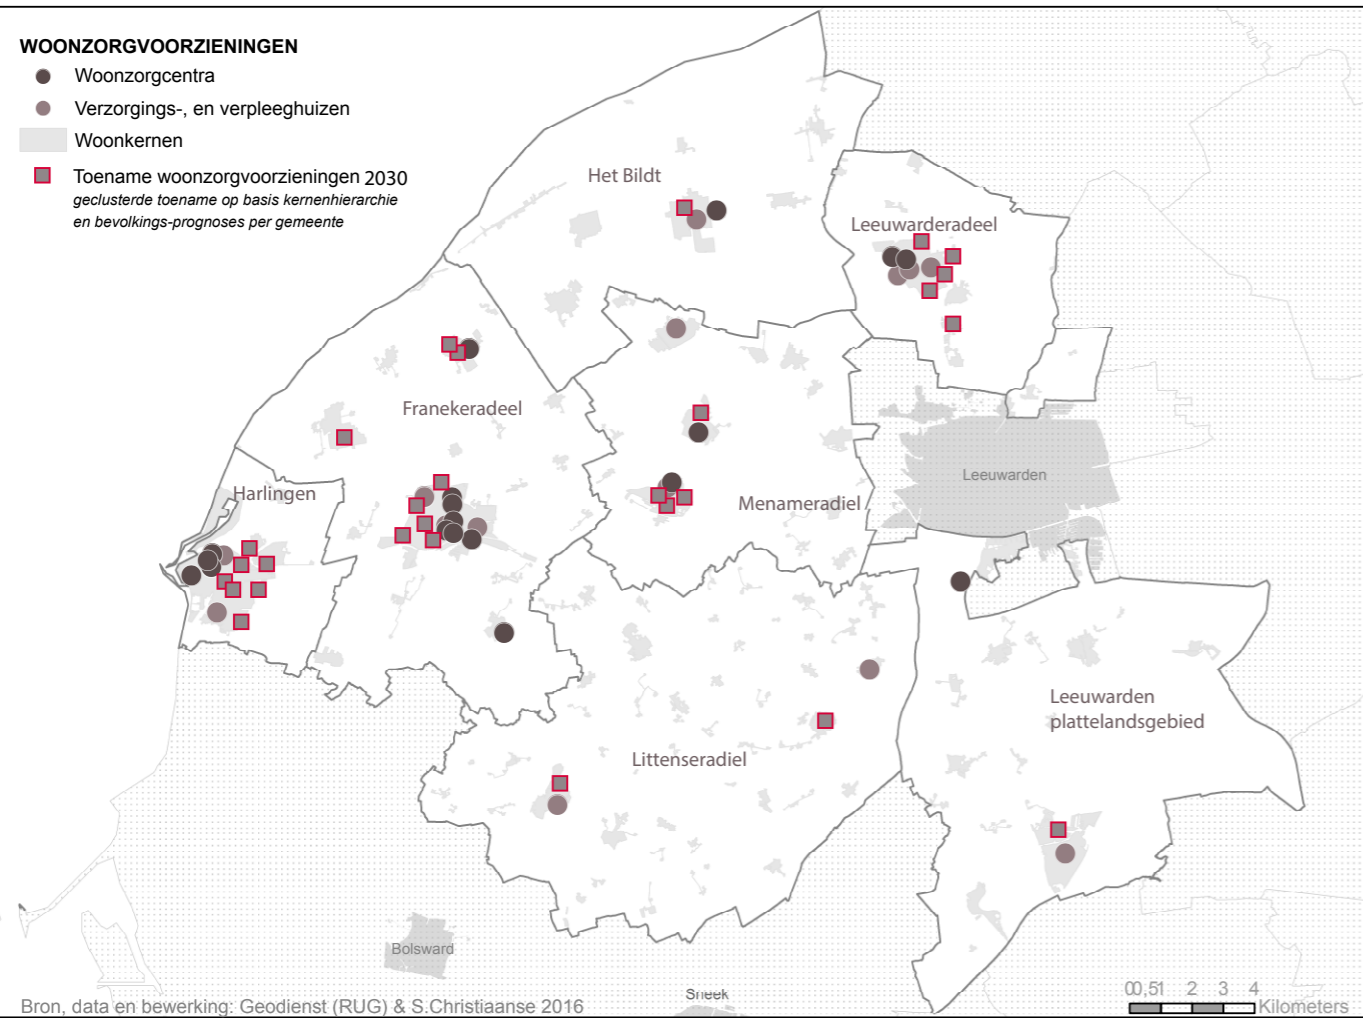 WOONZORGVOORZIENINGEN
Woonzorgcentra
Verzorgings-, en verpleeghuizen
Woonkernen
Toename woonzorgvoorzieningen 2030
geclusterde toename op basis kernenhierarchie
en bevolkings-prognoses per gemeente
Het Bildt
Leeuwarderadeel
Franekeradeel
Leeuwarden
Harlingen
Menameradiel
Leeuwarden
plattelandsgebied
Littenseradiel
Bolsward
Sneek
Bron, data en bewerking: Geodienst (RUG) & S.Christiaanse 2016
00,51 2 3 4
Kilometers